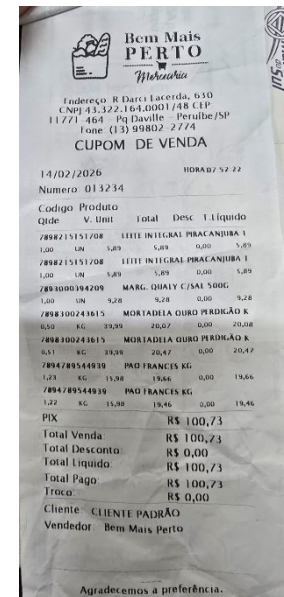 Bem Mais
PERTO
Mercearia
Endereço R Darci Lacerda, 630
CNPJ 43.322.164.0001/48 CEP
11771-464 - Pq Daville - Peruíbe/SP
Fone (13) 99802-2774
CUPOM DE VENDA
14/02/2026 HORA07 52 22
Numero 013234
Codigo Produto
Qtde V. Unit Total Desc T.Líquido
7898215151708 LEITE INTEGRAL PIRACANJUBA 1
1,00 UN 5,89 5,89 0,00 5,89
7898215151708 LEITE INTEGRAL PIRACANJUBA 1
1,00 UN 5,89 5,89 0,00 5,89
7893000394209 MARG. QUALY C/SAL 500G
1,00 UN 9,28 9,28 0,00 9,28
7898300243615 MORTADELA OURO PERDIGÃO K
0,50 KG 39,99 20,07 0,00 20,08
7898300243615 MORTADELA OURO PERDIGÃO K
0,51 KG 39,99 20,47 0,00 20,47
7894789544939 PAO FRANCES KG
1,23 KG 15,98 19,66 0,00 19,66
7894789544939 PAO FRANCES KG
1,22 KG 15,98 19,46 0,00 19,46
PIX R$ 100,73
Total Venda: R$ 100,73
Total Desconto: R$ 0,00
Total Liquido: R$ 100,73
Total Pago: R$ 100,73
Troco: R$ 0,00
Cliente CLIENTE PADRÃO
Vendedor Bem Mais Perto
Agradecemos a preferência.